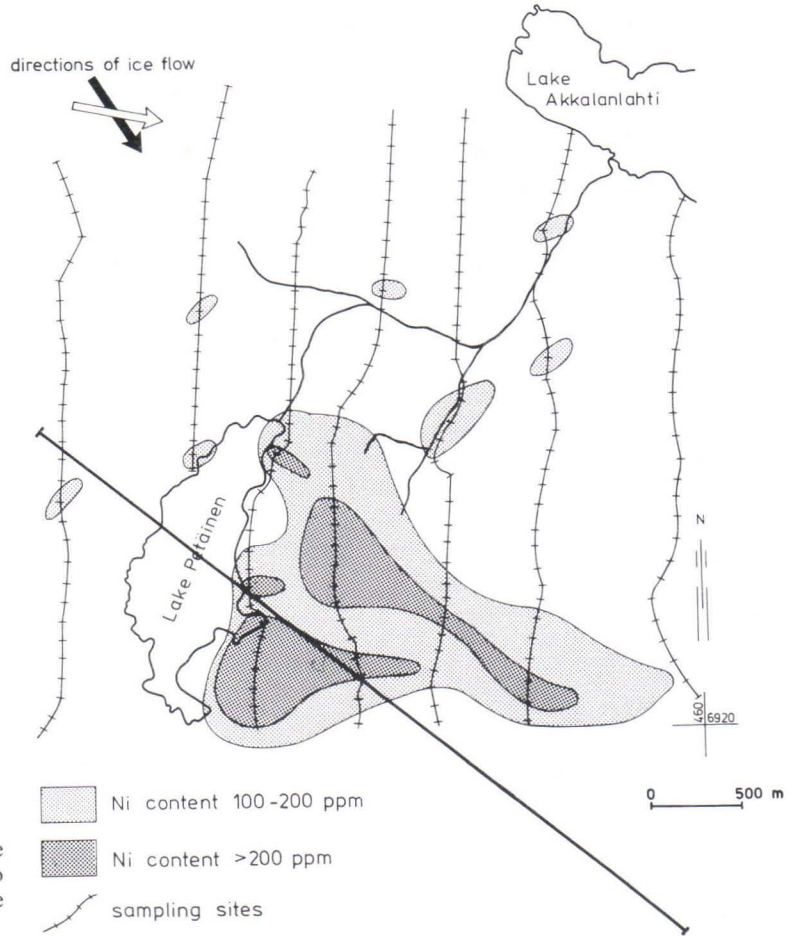 directions of ice flow
Lake
Akkalanlahti
Lake Petäinen
N
460
6920
0 500 m
Ni content 100-200 ppm
Ni content >200 ppm
sampling sites